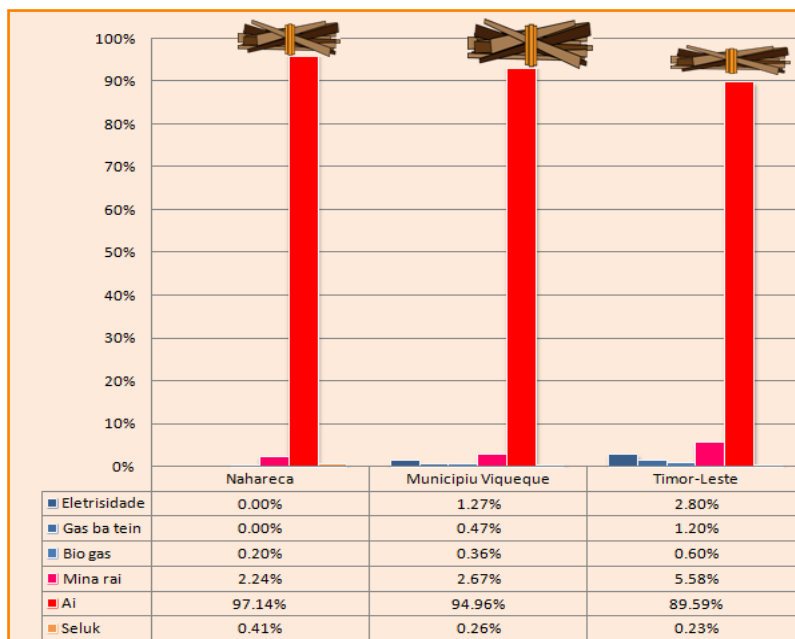 100%
90%
80%
70%
60%
50%
40%
30%
20%
10%
0%
Nahareca Municipiu Viqueque Timor-Leste
Eletrisidade 0.00% 1.27% 2.80%
Gas ba tein 0.00% 0.47% 1.20%
Bio gas 0.20% 0.36% 0.60%
Mina rai 2.24% 2.67% 5.58%
Ai 97.14% 94.96% 89.59%
Seluk 0.41% 0.26% 0.23%